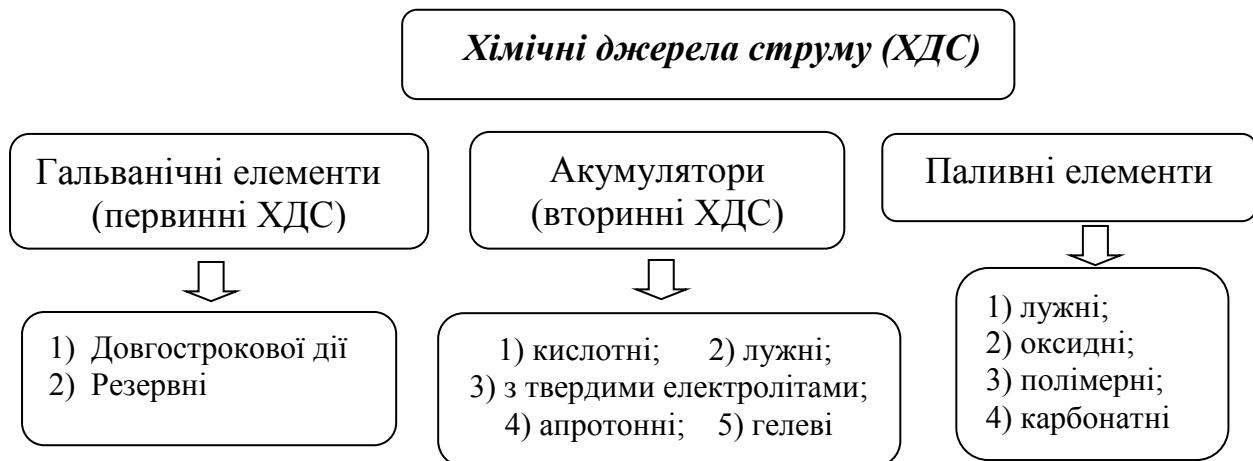 Хімічні джерела струму (ХДС)
Гальванічні елементи
(первинні ХДС)
Акумулятори
(вторинні ХДС)
Паливні елементи
1) Довгострокової дії
2) Резервні
1) кислотні; 2) лужні;
3) з твердими електролітами;
4) апротонні; 5) гелеві
1) лужні;
2) оксидні;
3) полімерні;
4) карбонатні